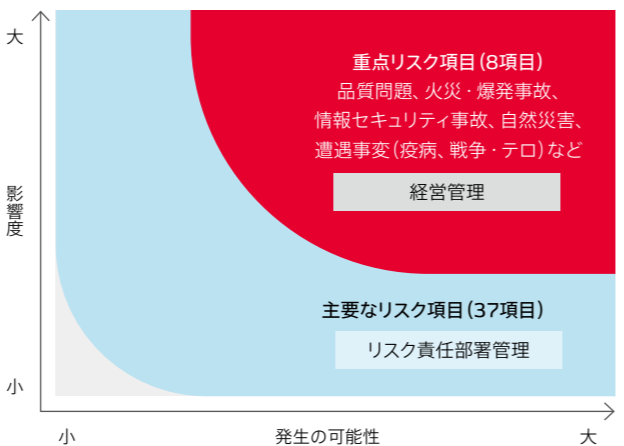 大
重点リスク項目(8項目)
品質問題、火災・爆発事故、
情報セキュリティ事故、自然災害、
遭遇事変(疫病、戦争・テロ)など
経営管理
影響度
主要なリスク項目(37項目)
リスク責任部署管理
小
小
発生の可能性
大